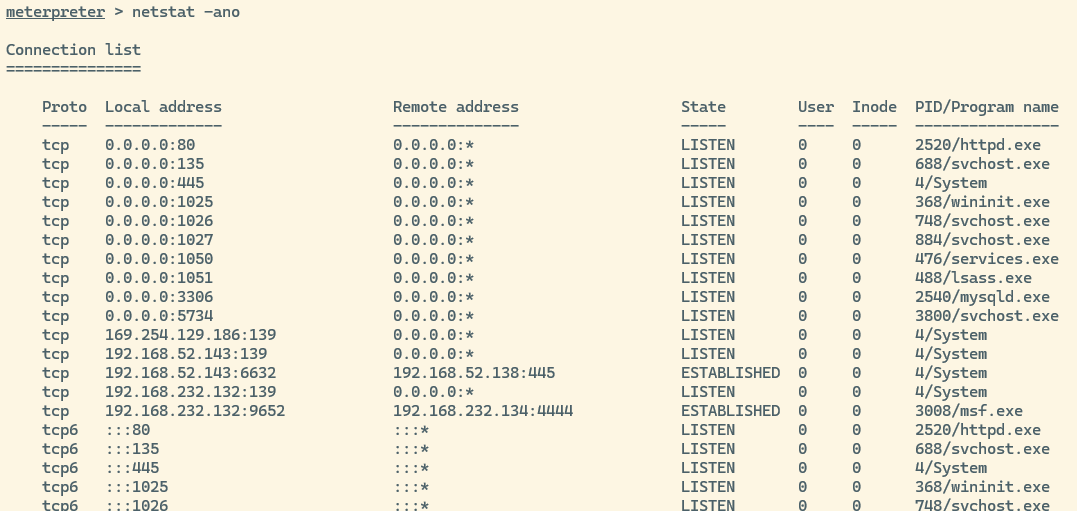 meterpreter > netstat -ano
Connection list
===============
Proto Local address Remote address State User Inode PID/Program name
----- ------------- -------------- ----- ---- ----- ----------------
tcp 0.0.0.0:80 0.0.0.0:* LISTEN 0 0 2520/httpd.exe
tcp 0.0.0.0:135 0.0.0.0:* LISTEN 0 0 688/svchost.exe
tcp 0.0.0.0:445 0.0.0.0:* LISTEN 0 0 4/System
tcp 0.0.0.0:1025 0.0.0.0:* LISTEN 0 0 368/wininit.exe
tcp 0.0.0.0:1026 0.0.0.0:* LISTEN 0 0 748/svchost.exe
tcp 0.0.0.0:1027 0.0.0.0:* LISTEN 0 0 884/svchost.exe
tcp 0.0.0.0:1050 0.0.0.0:* LISTEN 0 0 476/services.exe
tcp 0.0.0.0:1051 0.0.0.0:* LISTEN 0 0 488/lsass.exe
tcp 0.0.0.0:3306 0.0.0.0:* LISTEN 0 0 2540/mysqld.exe
tcp 0.0.0.0:5734 0.0.0.0:* LISTEN 0 0 3800/svchost.exe
tcp 169.254.129.186:139 0.0.0.0:* LISTEN 0 0 4/System
tcp 192.168.52.143:139 0.0.0.0:* LISTEN 0 0 4/System
tcp 192.168.52.143:6632 192.168.52.138:445 ESTABLISHED 0 0 4/System
tcp 192.168.232.132:139 0.0.0.0:* LISTEN 0 0 4/System
tcp 192.168.232.132:9652 192.168.232.134:4444 ESTABLISHED 0 0 3008/msf.exe
tcp6 :::80 :::* LISTEN 0 0 2520/httpd.exe
tcp6 :::135 :::* LISTEN 0 0 688/svchost.exe
tcp6 :::445 :::* LISTEN 0 0 4/System
tcp6 :::1025 :::* LISTEN 0 0 368/wininit.exe
tcp6 :::1026 :::* LISTEN 0 0 748/svchost.exe